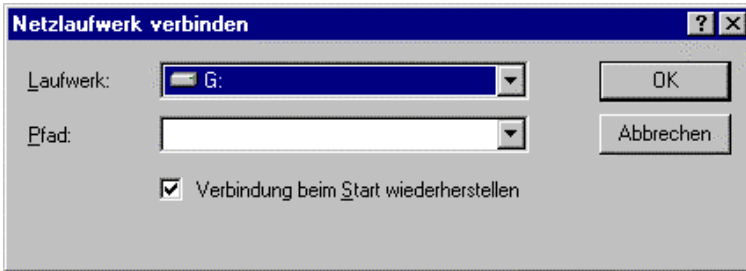 Netzlaufwerk verbinden
Laufwerk: G: OK
Pfad: Abbrechen
Verbindung beim Start wiederherstellen